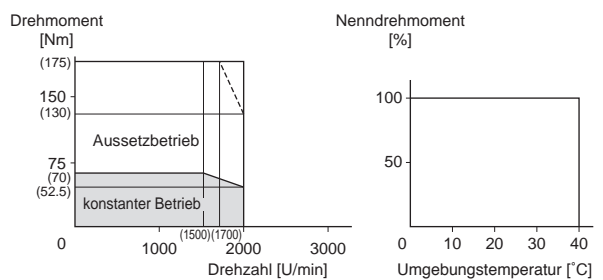 Drehmoment
[Nm]
(175)
150
(130)
Aussetzbetrieb
75
(70)
(52.5)
konstanter Betrieb
(1500)(1700)
0
1000
2000
3000
Drehzahl [U/min]
Nenndrehmoment
[%]
100
50
0
10
20
30
40
Umgebungstemperatur [˚C]